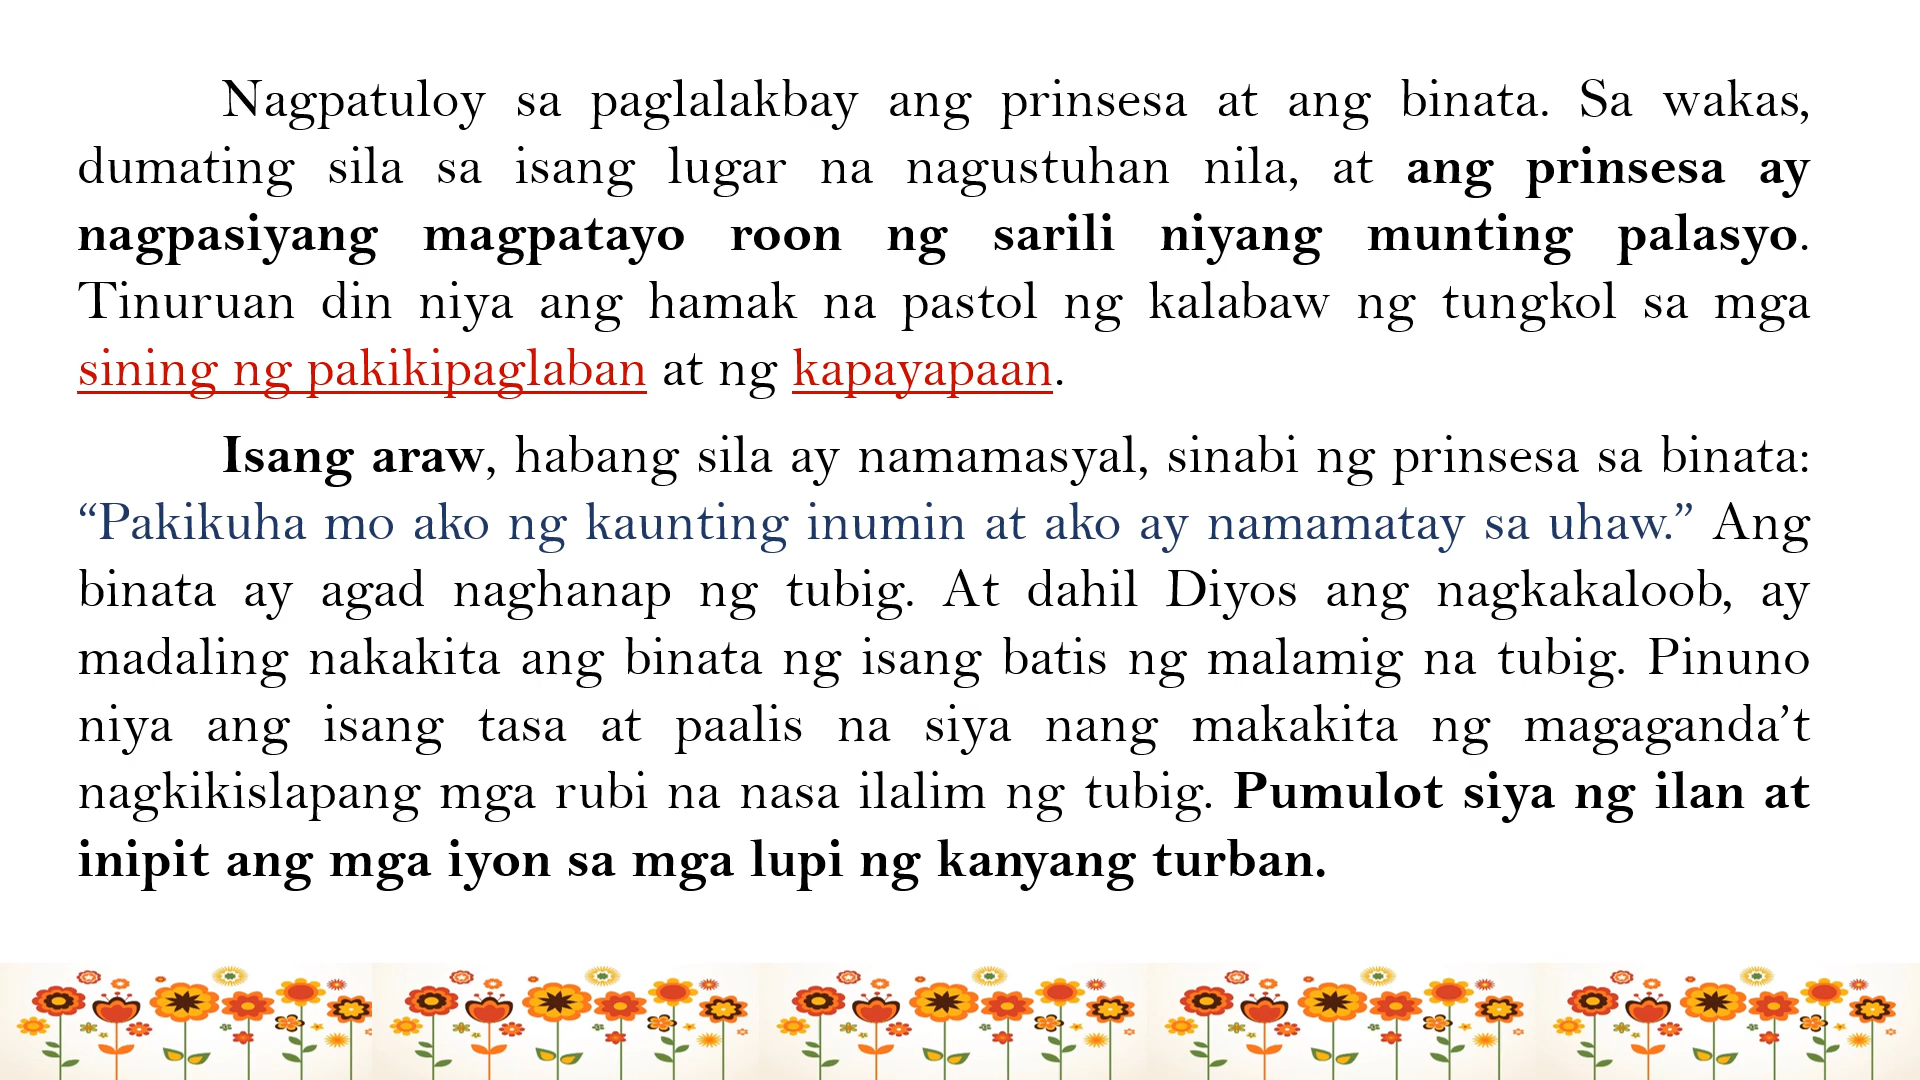 Nagpatuloy sa paglalakbay ang prinsesa at ang binata. Sa wakas,
dumating sila sa isang lugar na nagustuhan nila, at ang prinsesa ay
nagpasiyang magpatayo roon ng sarili niyang munting palasyo.
Tinuruan din niya ang hamak na pastol ng kalabaw ng tungkol sa mga
sining ng pakikipaglaban at ng kapayapaan.
Isang araw, habang sila ay namamasyal, sinabi ng prinsesa sa binata:
“Pakikuha mo ako ng kaunting inumin at ako ay namamatay sa uhaw.” Ang
binata ay agad naghanap ng tubig. At dahil Diyos ang nagkakaloob, ay
madaling nakakita ang binata ng isang batis ng malamig na tubig. Pinuno
niya ang isang tasa at paalis na siya nang makakita ng magaganda’t
nagkikislapang mga rubi na nasa ilalim ng tubig. Pumulot siya ng ilan at
inipit ang mga iyon sa mga lupi ng kanyang turban.